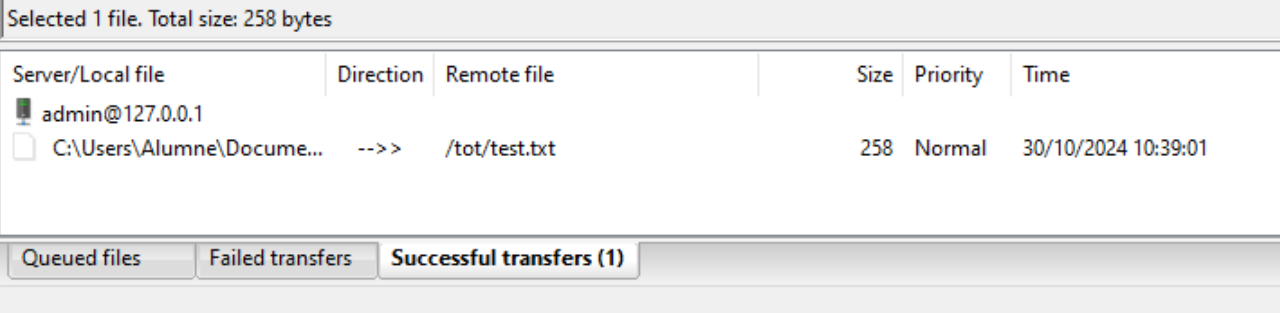 Selected 1 file. Total size: 258 bytes
Server/Local file Direction Remote file Size Priority Time
admin@127.0.0.1
C:\Users\Alumne\Docume... -->> /tot/test.txt 258 Normal 30/10/2024 10:39:01
Queued files Failed transfers Successful transfers (1)